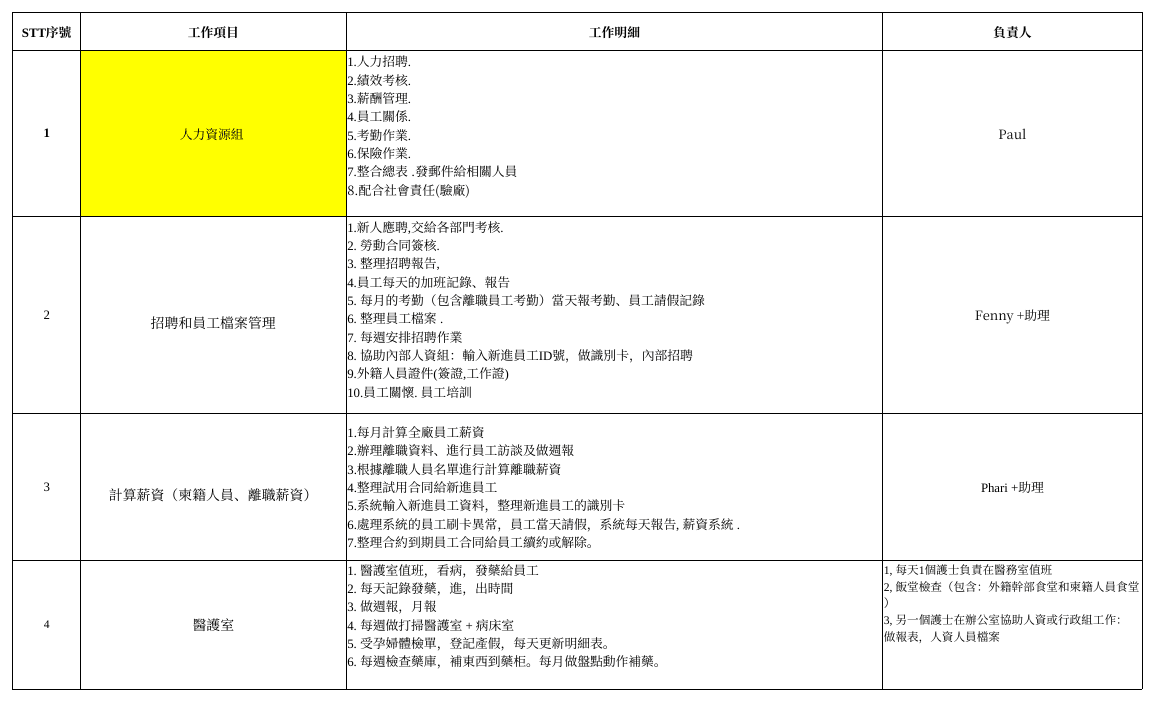 STT序號 工作項目 工作明細 負責人
1 人力資源組
1.人力招聘.
2.績效考核.
3.薪酬管理.
4.員工關係.
5.考勤作業.
6.保險作業.
7.整合總表 .發郵件給相關人員
8.配合社會責任(驗廠)
Paul
2 招聘和員工檔案管理
1.新人應聘,交給各部門考核.
2. 勞動合同簽核.
3. 整理招聘報告,
4.員工每天的加班記錄、報告
5. 每月的考勤（包含離職員工考勤）當天報考勤、員工請假記錄
6. 整理員工檔案 .
7. 每週安排招聘作業
8. 協助內部人資組：輸入新進員工ID號，做識別卡，內部招聘
9.外籍人員證件(簽證,工作證)
10.員工關懷. 員工培訓
Fenny +助理
3 計算薪資（柬籍人員、離職薪資）
1.每月計算全廠員工薪資
2.辦理離職資料、進行員工訪談及做週報
3.根據離職人員名單進行計算離職薪資
4.整理試用合同給新進員工
5.系統輸入新進員工資料，整理新進員工的識別卡
6.處理系統的員工刷卡異常，員工當天請假，系統每天報告, 薪資系統 .
7.整理合約到期員工合同給員工續約或解除。
Phari +助理
4 醫護室
1. 醫護室值班，看病，發藥給員工
2. 每天記錄發藥，進，出時間
3. 做週報，月報
4. 每週做打掃醫護室 + 病床室
5. 受孕婦體檢單，登記產假，每天更新明細表。
6. 每週檢查藥庫，補東西到藥柜。每月做盤點動作補藥。
1, 每天1個護士負責在醫務室值班
2, 飯堂檢查（包含：外籍幹部食堂和柬籍人員食堂
）
3, 另一個護士在辦公室協助人資或行政組工作：
做報表，人資人員檔案